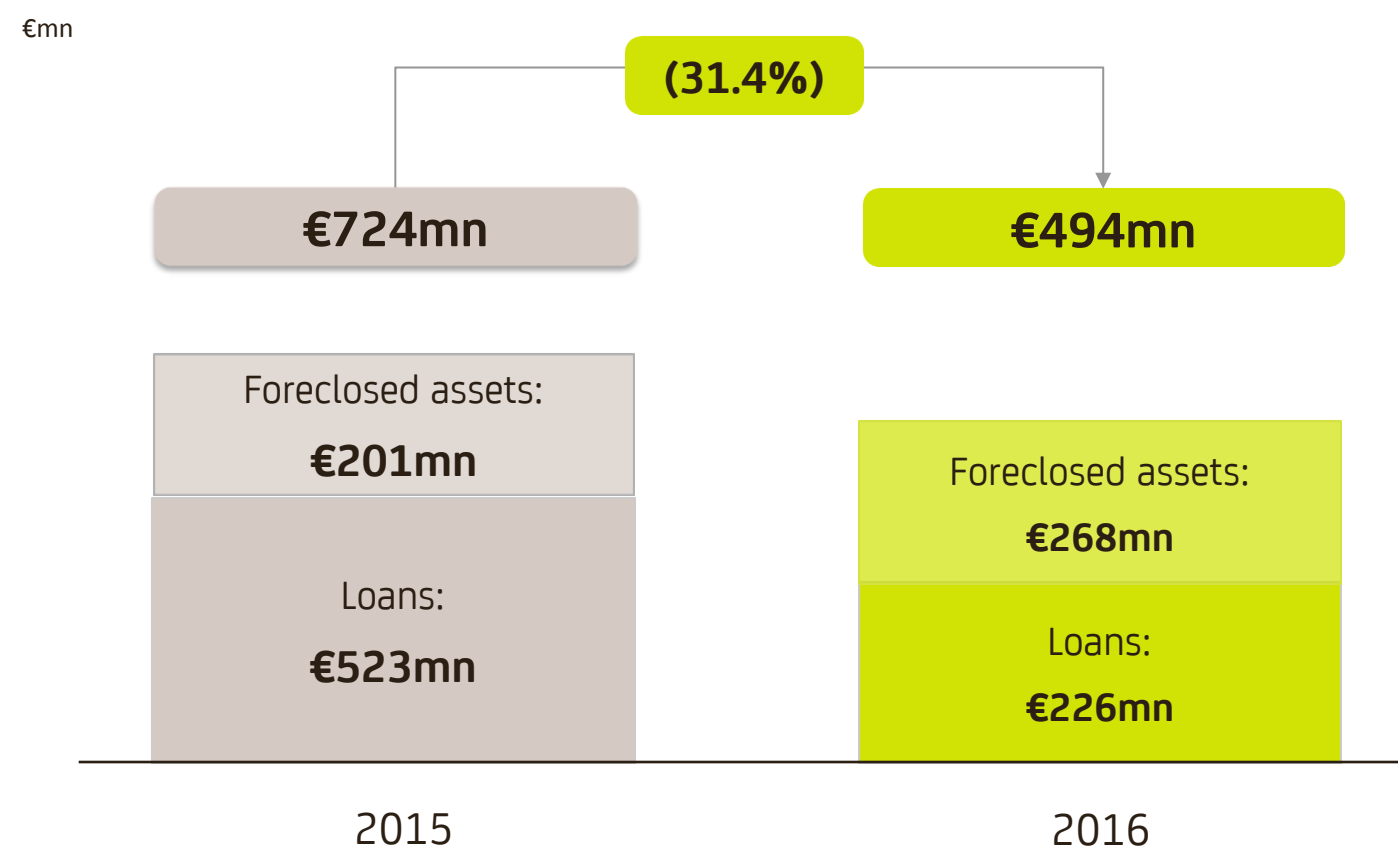 €mn
(31.4%)
€724mn
€494mn
Foreclosed assets:
€201mn
Loans:
€523mn
Foreclosed assets:
€268mn
Loans:
€226mn
2015
2016